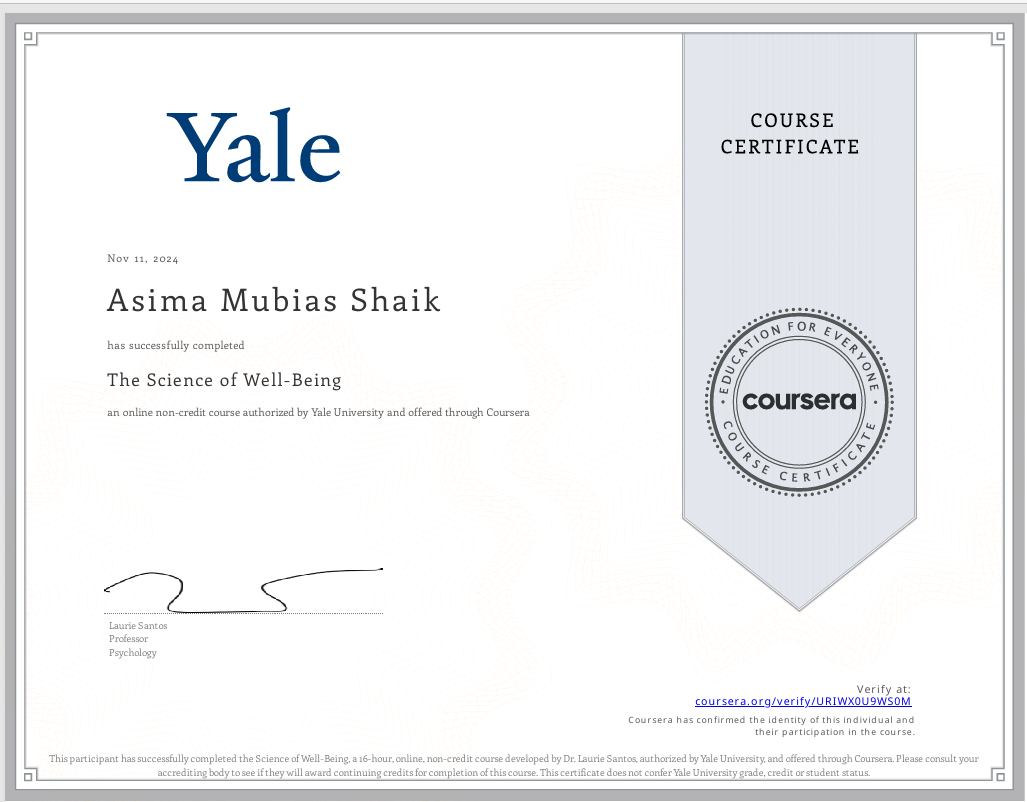 Yale
COURSE
CERTIFICATE
Nov 11, 2024
Asima Mubias Shaik
has successfully completed
The Science of Well-Being
an online non-credit course authorized by Yale University and offered through Coursera
EDUCATION FOR EVERYONE
coursera
COURSE CERTIFICATE
Laurie Santos
Professor
Psychology
Verify at:
coursera.org/verify/URIWX0U9WS0M
Coursera has confirmed the identity of this individual and
their participation in the course.
This participant has successfully completed the Science of Well-Being, a 16-hour, online, non-credit course developed by Dr. Laurie Santos, authorized by Yale University, and offered through Coursera. Please consult your
accrediting body to see if they will award continuing credits for completion of this course. This certificate does not confer Yale University grade, credit or student status.